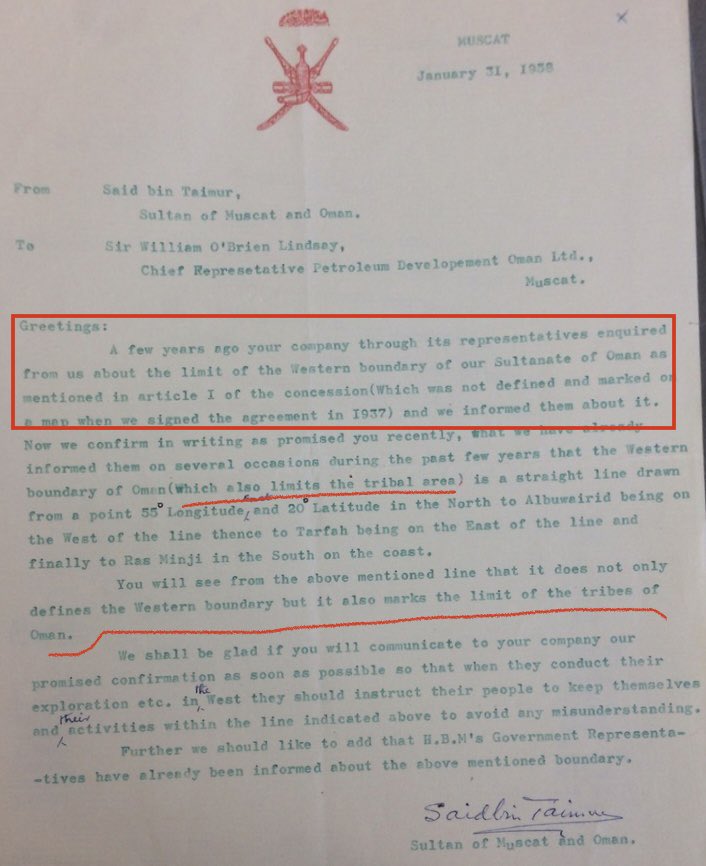 x
MUSCAT
January 31, 1958
From Said bin Taimur,
Sultan of Muscat and Oman.
To Sir William O'Brien Lindsay,
Chief Represetative Petroleum Developement Oman Ltd.,
Muscat.
Greetings:
A few years ago your company through its representatives enquired
from us about the limit of the Western boundary of our Sultanate of Oman as
mentioned in article I of the concession(Which was not defined and marked on
a map when we signed the agreement in I937) and we informed them about it.
Now we confirm in writing as promised you recently, what we have already
informed them on several occasions during the past few years that the Western
boundary of Oman(Which also limits the tribal area) is a straight line drawn
from a point 55° Longitude East and 20° Latitude in the North to Albuwairid being on
the West of the line thence to Tarfah being on the East of the line and
finally to Ras Minji in the South on the coast.
You will see from the above mentioned line that it does not only
defines the Western boundary but it also marks the limit of the tribes of
Oman.
We shall be glad if you will communicate to your company our
promised confirmation as soon as possible so that when they conduct their
exploration etc. in the West they should instruct their people to keep themselves
and their activities within the line indicated above to avoid any misunderstanding.
Further we should like to add that H.B.M's Government Representa-
-tives have already been informed about the above mentioned boundary.
Said bin Taimur
Sultan of Muscat and Oman.